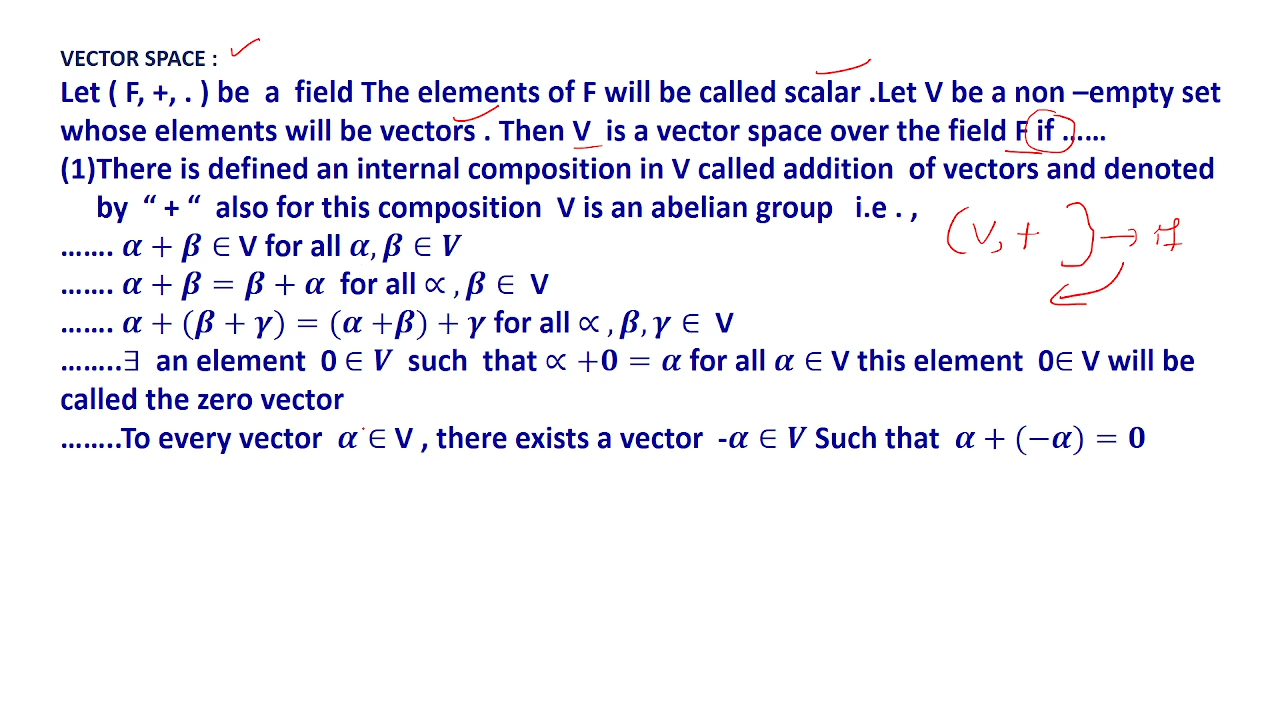 VECTOR SPACE :
Let ( F, +, . ) be a field The elements of F will be called scalar .Let V be a non –empty set
whose elements will be vectors . Then V is a vector space over the field F if ……
(1)There is defined an internal composition in V called addition of vectors and denoted
by “ + “ also for this composition V is an abelian group i.e . ,
(V, +
……. α + β ∈ V for all α, β ∈ V
……. α + β = β + α for all ∝ , β ∈ V
……. α + (β + γ) = (α +β) + γ for all ∝ , β, γ ∈ V
……..∃ an element 0 ∈ V such that ∝ +0 = α for all α ∈ V this element 0∈ V will be
called the zero vector
……..To every vector α ∈ V , there exists a vector -α ∈ V Such that α + (−α) = 0